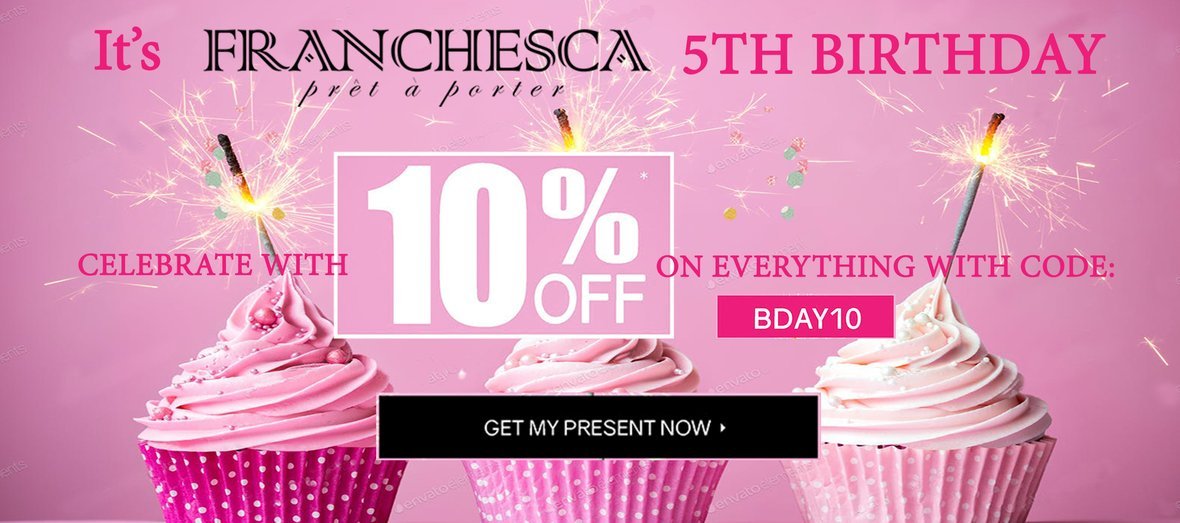 It's FRANCHESCA 5TH BIRTHDAY
prêt à porter
10%*
OFF
CELEBRATE WITH
ON EVERYTHING WITH CODE:
BDAY10
GET MY PRESENT NOW